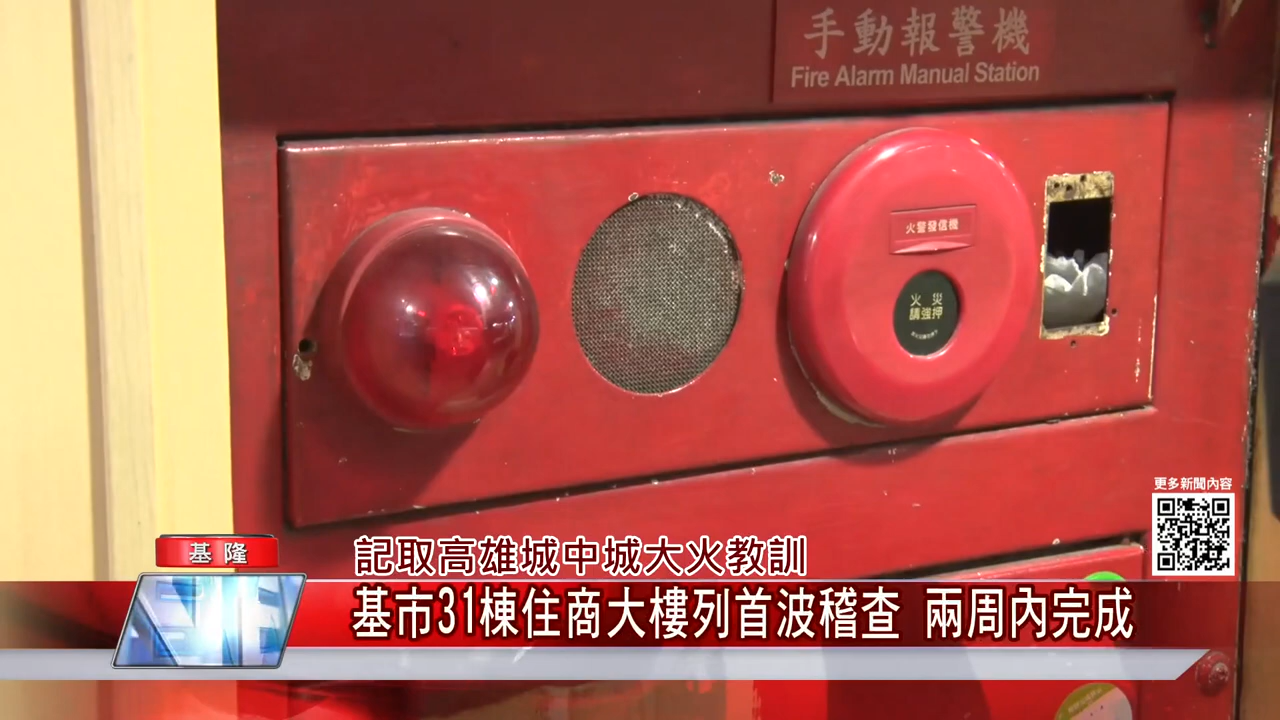 手動報警機
Fire Alarm Manual Station
火警發信機
火災
請強押
更多新聞內容
基隆
記取高雄城中城大火教訓
基市31棟住商大樓列首波稽查 兩周內完成